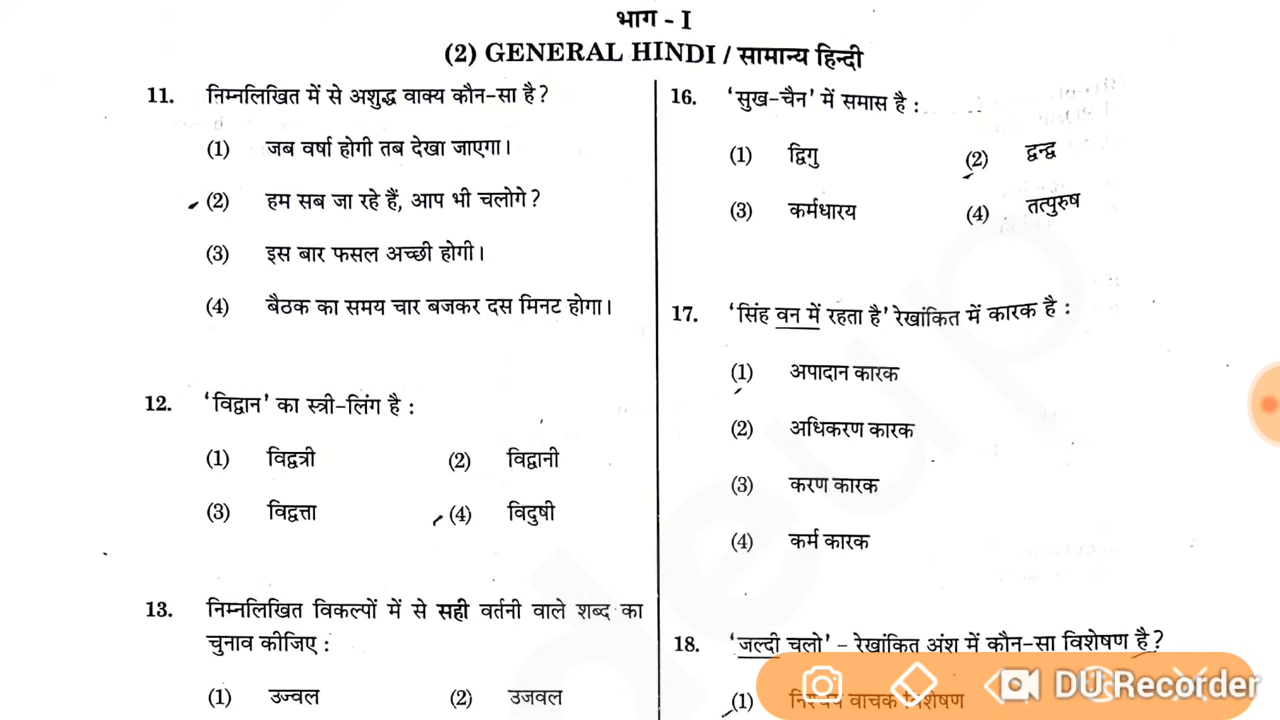 भाग - I
(2) GENERAL HINDI / सामान्य हिन्दी
11. निम्नलिखित में से अशुद्ध वाक्य कौन-सा है?
(1) जब वर्षा होगी तब देखा जाएगा।
(2) हम सब जा रहे हैं, आप भी चलोगे?
(3) इस बार फसल अच्छी होगी।
(4) बैठक का समय चार बजकर दस मिनट होगा।
12. 'विद्वान' का स्त्री-लिंग है :
(1) विद्वत्री (2) विद्वानी
(3) विद्वत्ता (4) विदुषी
13. निम्नलिखित विकल्पों में से सही वर्तनी वाले शब्द का
चुनाव कीजिए :
(1) उज्वल (2) उजवल
16. 'सुख-चैन' में समास है :
(1) द्विगु (2) द्वन्द्व
(3) कर्मधारय (4) तत्पुरुष
17. 'सिंह वन में रहता है' रेखांकित में कारक है :
(1) अपादान कारक
(2) अधिकरण कारक
(3) करण कारक
(4) कर्म कारक
18. 'जल्दी चलो' – रेखांकित अंश में कौन-सा विशेषण है?
(1) निश्चय वाचक विशेषण
DU Recorder